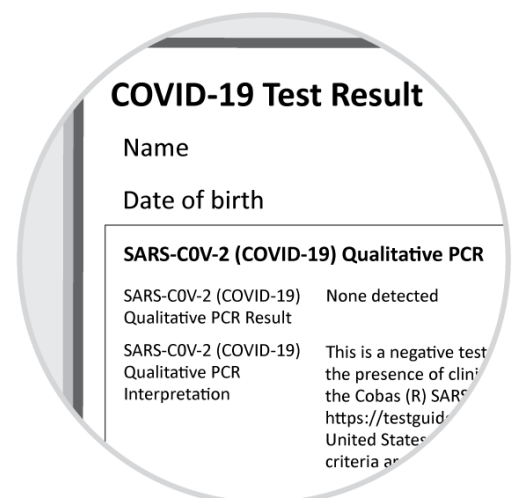 COVID-19 Test Result
Name
Date of birth
SARS-C0V-2 (COVID-19) Qualitative PCR
SARS-C0V-2 (COVID-19) None detected
Qualitative PCR Result
SARS-C0V-2 (COVID-19) This is a negative test
Qualitative PCR the presence of
Interpretation the Cobas (R)
United States
criteria